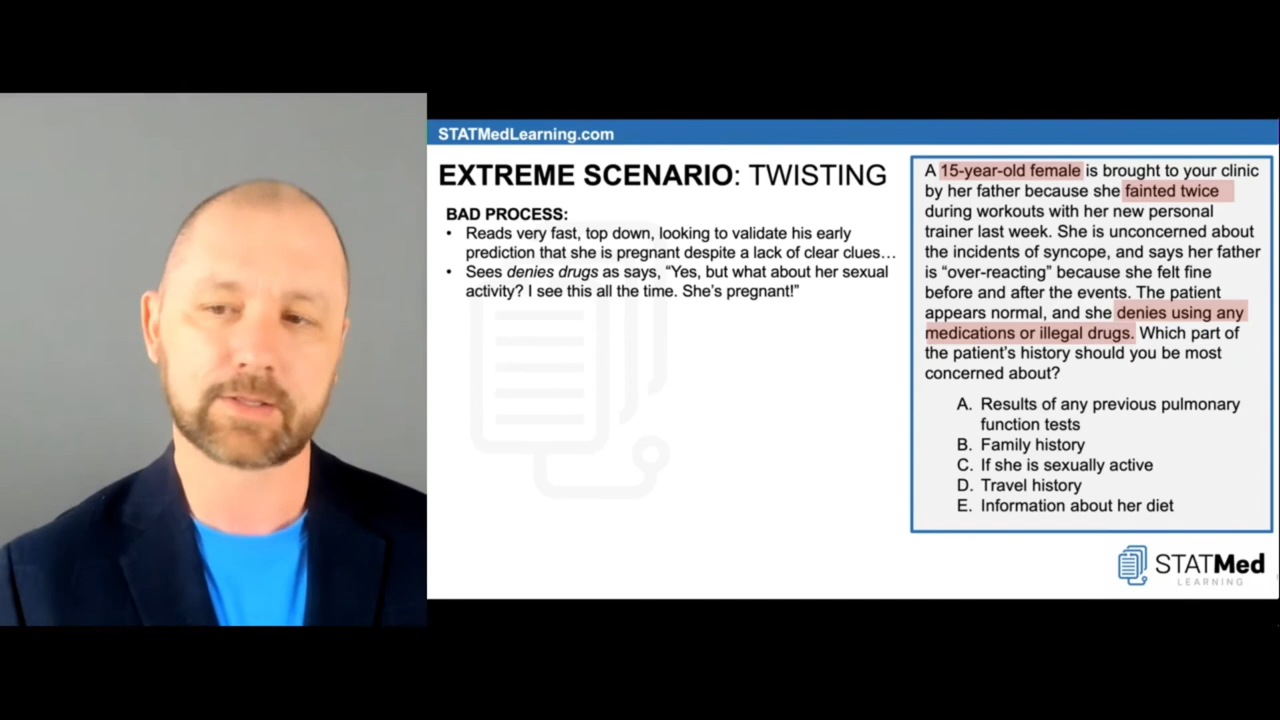 STATMedLearning.com
EXTREME SCENARIO: TWISTING
BAD PROCESS:
• Reads very fast, top down, looking to validate his early
prediction that she is pregnant despite a lack of clear clues…
• Sees denies drugs as says, “Yes, but what about her sexual
activity? I see this all the time. She’s pregnant!”
A 15-year-old female is brought to your clinic
by her father because she fainted twice
during workouts with her new personal
trainer last week. She is unconcerned about
the incidents of syncope, and says her father
is “over-reacting” because she felt fine
before and after the events. The patient
appears normal, and she denies using any
medications or illegal drugs. Which part of
the patient’s history should you be most
concerned about?
A. Results of any previous pulmonary
function tests
B. Family history
C. If she is sexually active
D. Travel history
E. Information about her diet
STATMed
LEARNING